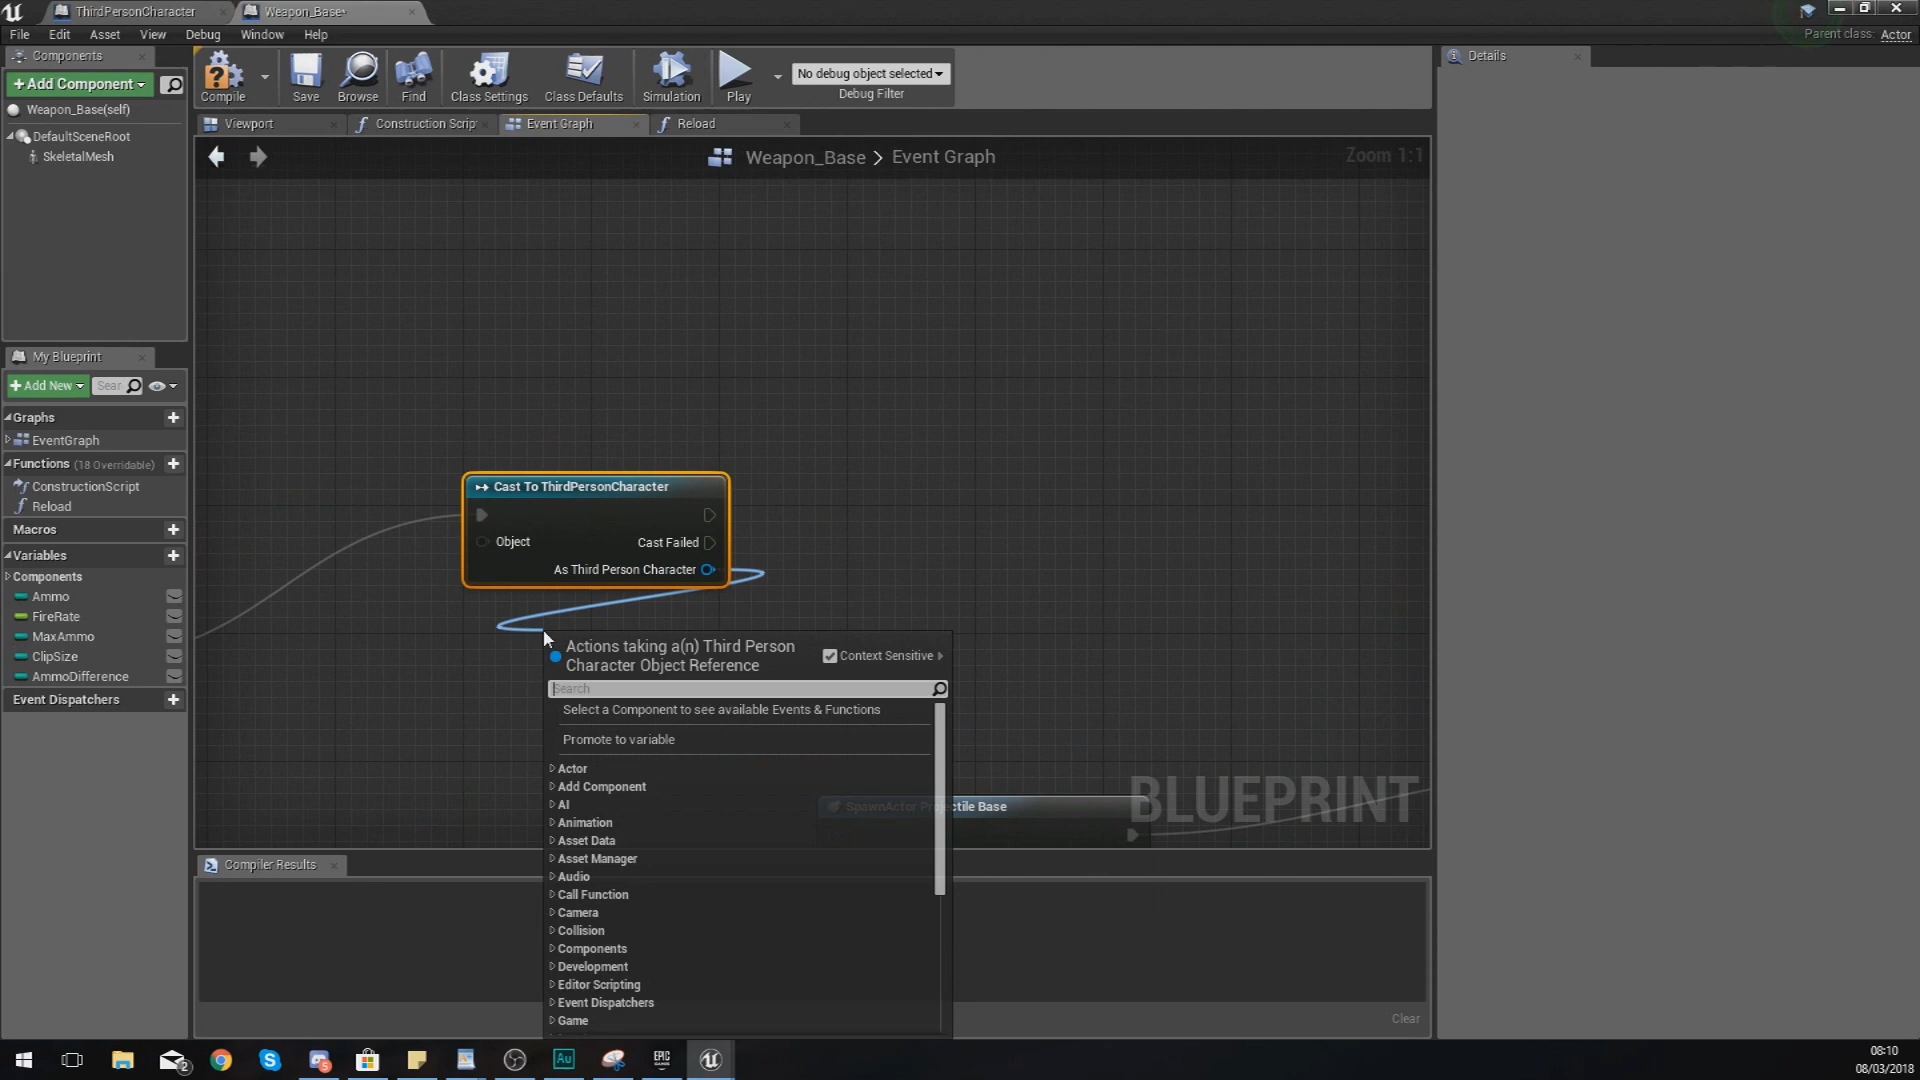 ThirdPersonCharacter
Weapon_Base*
File Edit Asset View Debug Window Help
Parent class: Actor
Components
+Add Component
Weapon_Base(self)
DefaultSceneRoot
SkeletalMesh
Compile
Save
Browse
Find
Class Settings
Class Defaults
Simulation
Play
No debug object selected
Debug Filter
Details
Viewport
Construction Scrip
Event Graph
Reload
Weapon_Base > Event Graph
Zoom 1:1
My Blueprint
+Add New
Sear
Graphs
EventGraph
Functions (18 Overridable)
ConstructionScript
Reload
Macros
Variables
Components
Ammo
FireRate
MaxAmmo
ClipSize
AmmoDifference
Event Dispatchers
Cast To ThirdPersonCharacter
Object
Cast Failed
As Third Person Character
Actions taking a(n) Third Person
Character Object Reference
Context Sensitive
Search
Select a Component to see available Events & Functions
Promote to variable
Actor
Add Component
AI
Animation
Asset Data
Asset Manager
Audio
Call Function
Camera
Collision
Components
Development
Editor Scripting
Event Dispatchers
Game
SpawnActor Projectile Base
BLUEPRINT
Compiler Results
Clear
2
5
Au
EPIC
GAMES
08:10
08/03/2018